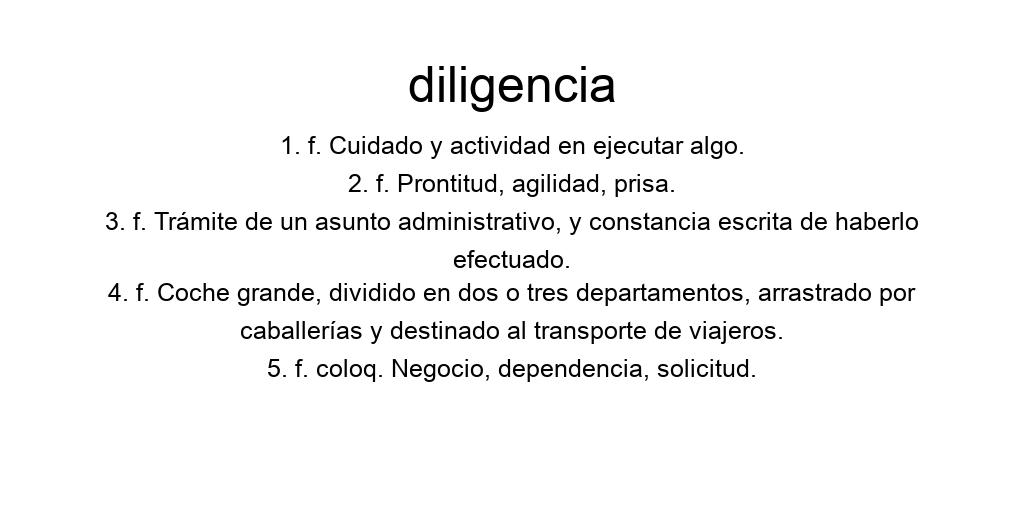 diligencia
1. f. Cuidado y actividad en ejecutar algo.
2. f. Prontitud, agilidad, prisa.
3. f. Trámite de un asunto administrativo, y constancia escrita de haberlo
efectuado.
4. f. Coche grande, dividido en dos o tres departamentos, arrastrado por
caballerías y destinado al transporte de viajeros.
5. f. coloq. Negocio, dependencia, solicitud.